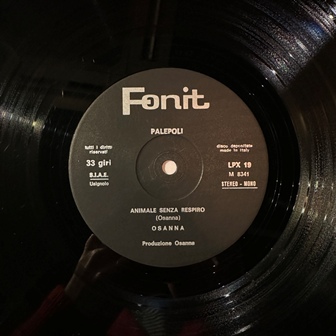 Fonit
PALEPOLI
tutti i diritti
riservati
disco depositato
made in Italy
33 giri
LPX 19
M 8341
S.I.A.E.
STEREO - MONO
Usignolo
ANIMALE SENZA RESPIRO
(Osanna)
OSANNA
Produzione Osanna